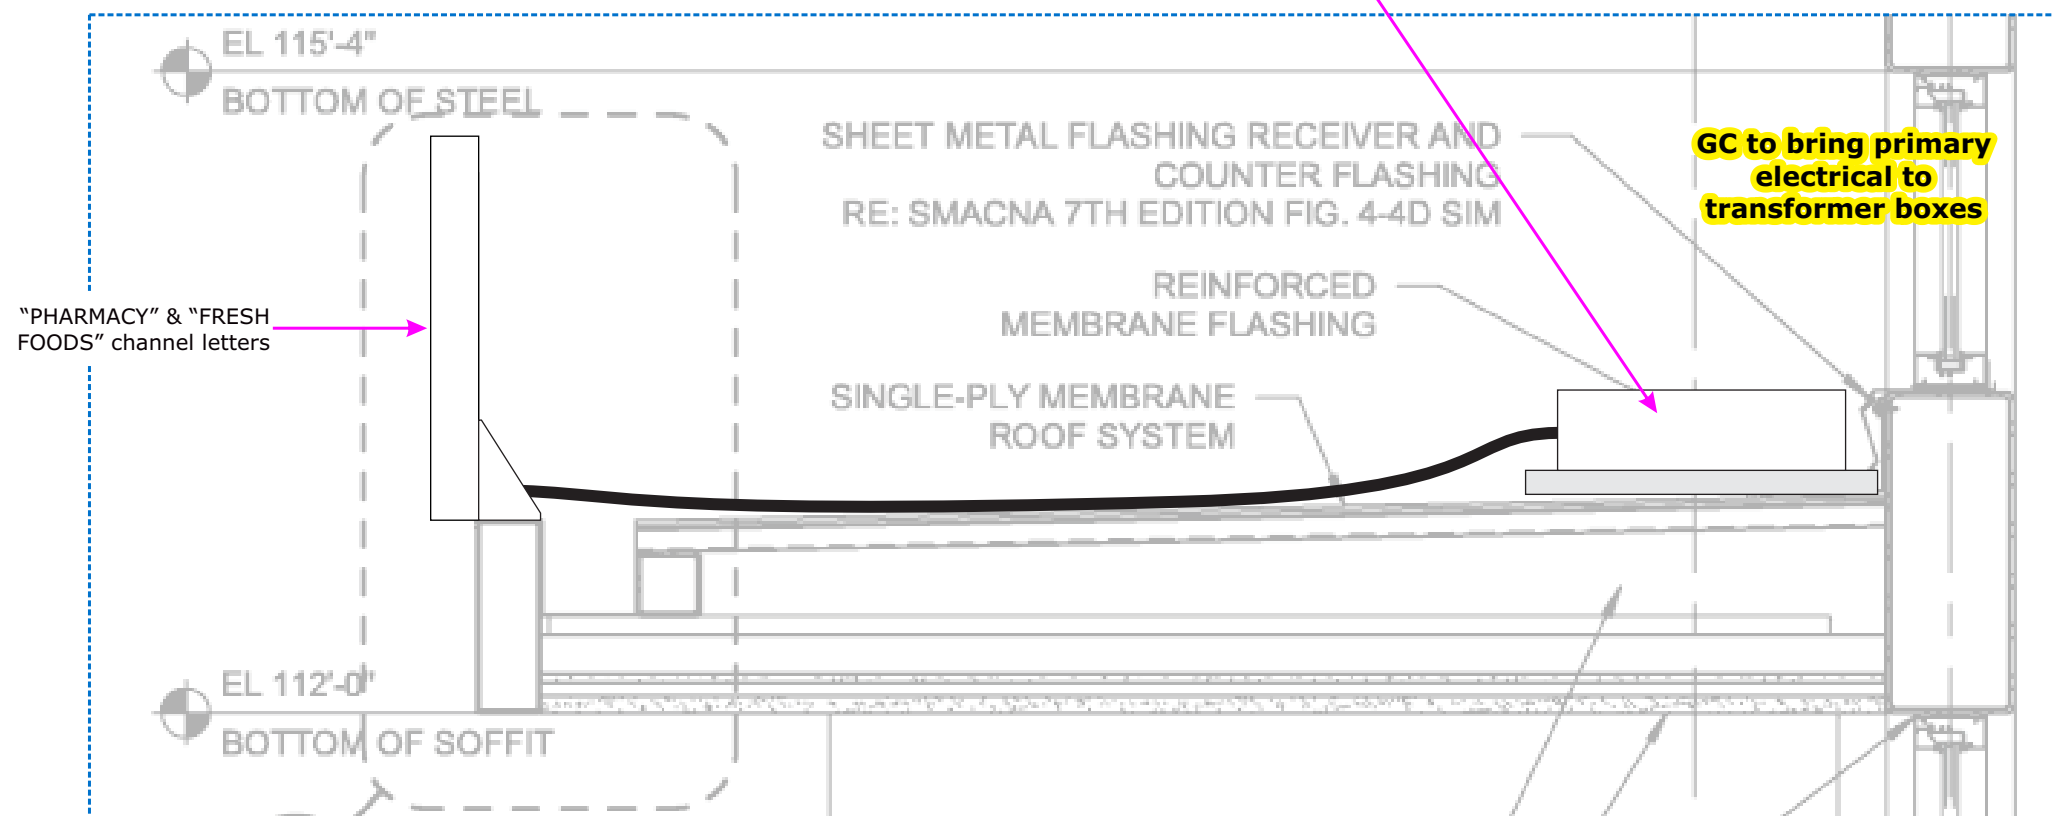 EL 115'-4"
BOTTOM OF STEEL
SHEET METAL FLASHING RECEIVER AND
COUNTER FLASHING
RE: SMACNA 7TH EDITION FIG. 4-4D SIM
GC to bring primary
electrical to
transformer boxes
REINFORCED
MEMBRANE FLASHING
“PHARMACY” & “FRESH
FOODS” channel letters
SINGLE-PLY MEMBRANE
ROOF SYSTEM
EL 112'-0"
BOTTOM OF SOFFIT